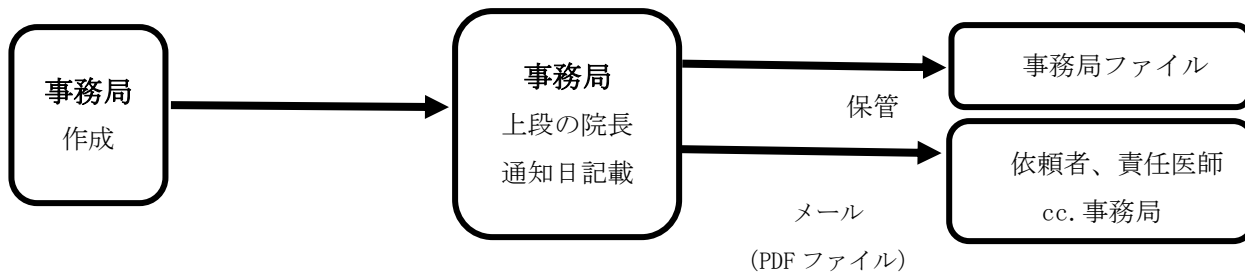 事務局
作成
事務局
上段の院長
通知日記載
事務局ファイル
保管
依頼者、責任医師
cc.事務局
メール
(PDF ファイル)